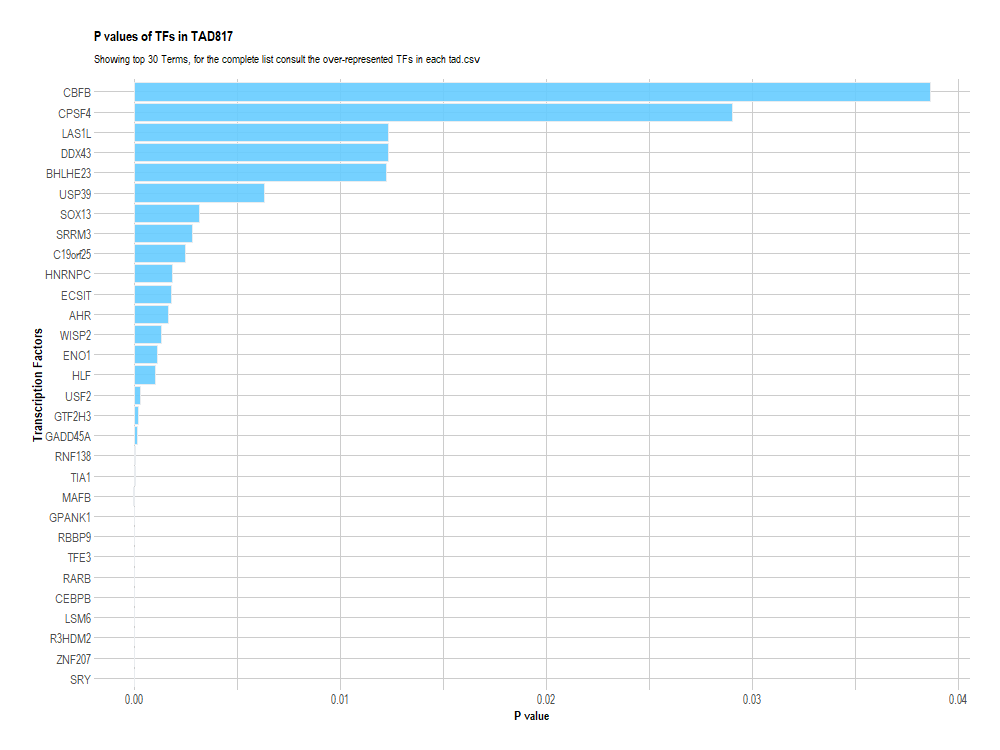 P values of TFs in TAD817
Showing top 30 Terms, for the complete list consult the over-represented TFs in each tad.csv
Transcription Factors
CBFB
CPSF4
LAS1L
DDX43
BHLHE23
USP39
SOX13
SRRM3
C19orf25
HNRNPC
ECSIT
AHR
WISP2
ENO1
HLF
USF2
GTF2H3
GADD45A
RNF138
TIA1
MAFB
GPANK1
RBBP9
TFE3
RARB
CEBPB
LSM6
R3HDM2
ZNF207
SRY
0.00 0.01 0.02 0.03 0.04
P value